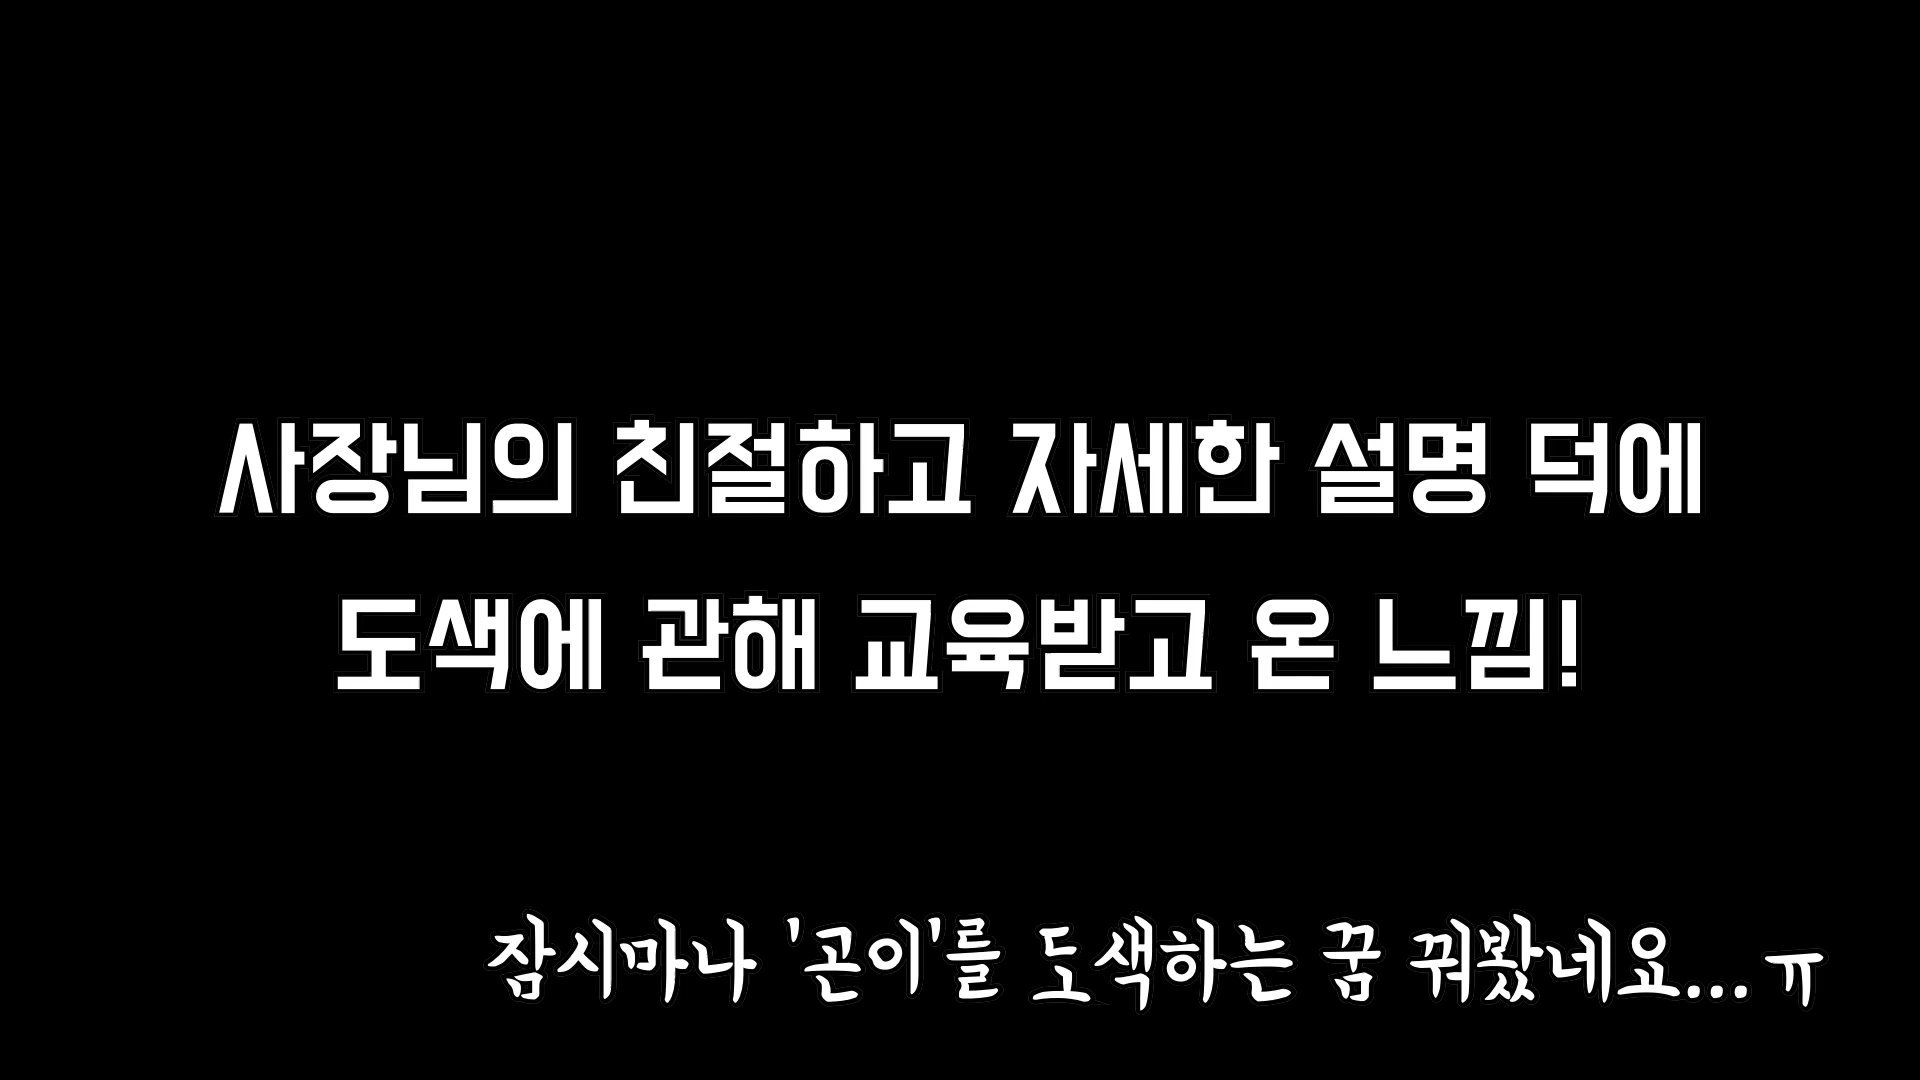 사장님의 친절하고 자세한 설명 덕에
도색에 관해 교육받고 온 느낌!
잠시마나 '곤이'를 도색하는 꿈 꿔봤네요...ㅠ